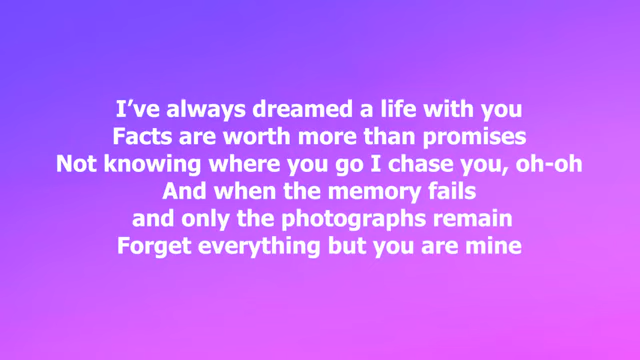 I’ve always dreamed a life with you
Facts are worth more than promises
Not knowing where you go I chase you, oh-oh
And when the memory fails
and only the photographs remain
Forget everything but you are mine